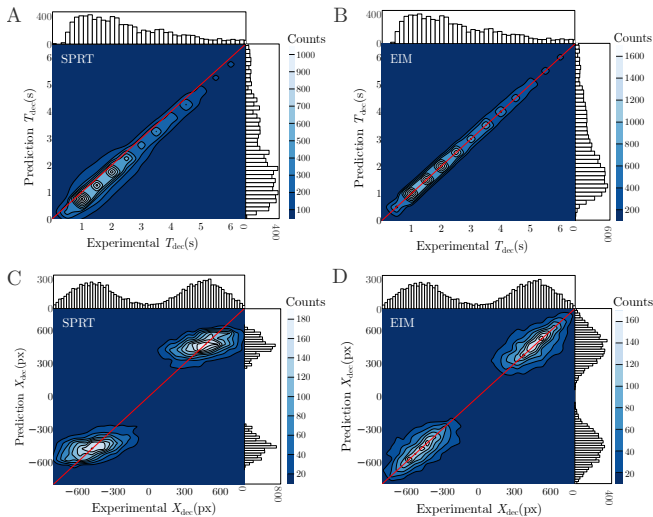 A
400
0
Counts
SPRT
6
5
4
3
2
1
0
Prediction T_dec(s)
1 2 3 4 5 6 0 400
Experimental T_dec(s)
1000
900
800
700
600
500
400
300
200
100
B
400
0
Counts
EIM
6
5
4
3
2
1
0
Prediction T_dec(s)
1 2 3 4 5 6 0 400
Experimental T_dec(s)
1600
1400
1200
1000
800
600
400
200
C
300
0
Counts
SPRT
600
300
0
−300
−600
Prediction X_dec(px)
−600 −300 0 300 600 0 800
Experimental X_dec(px)
180
160
140
120
100
80
60
40
20
D
300
0
Counts
EIM
600
300
0
−300
−600
Prediction X_dec(px)
−600 −300 0 300 600 0 400
Experimental X_dec(px)
160
140
120
100
80
60
40
20